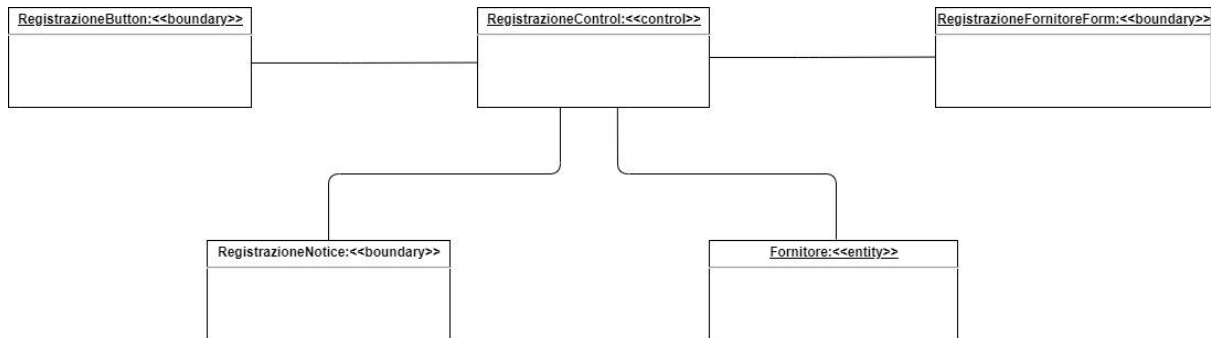 RegistrazioneButton:<<boundary>>
RegistrazioneControl:<<control>>
RegistrazioneFornitoreForm:<<boundary>>
RegistrazioneNotice:<<boundary>>
Fornitore:<<entity>>